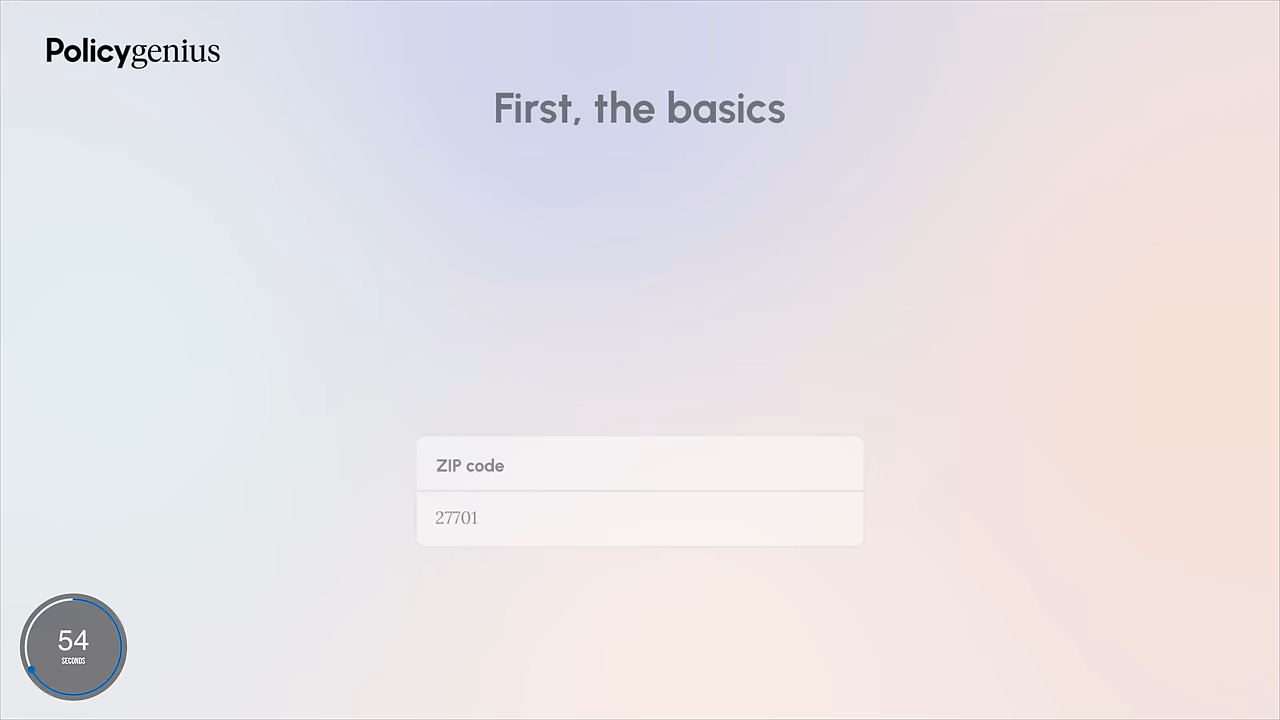 Policygenius
First, the basics
ZIP code
27701
54
SECONDS